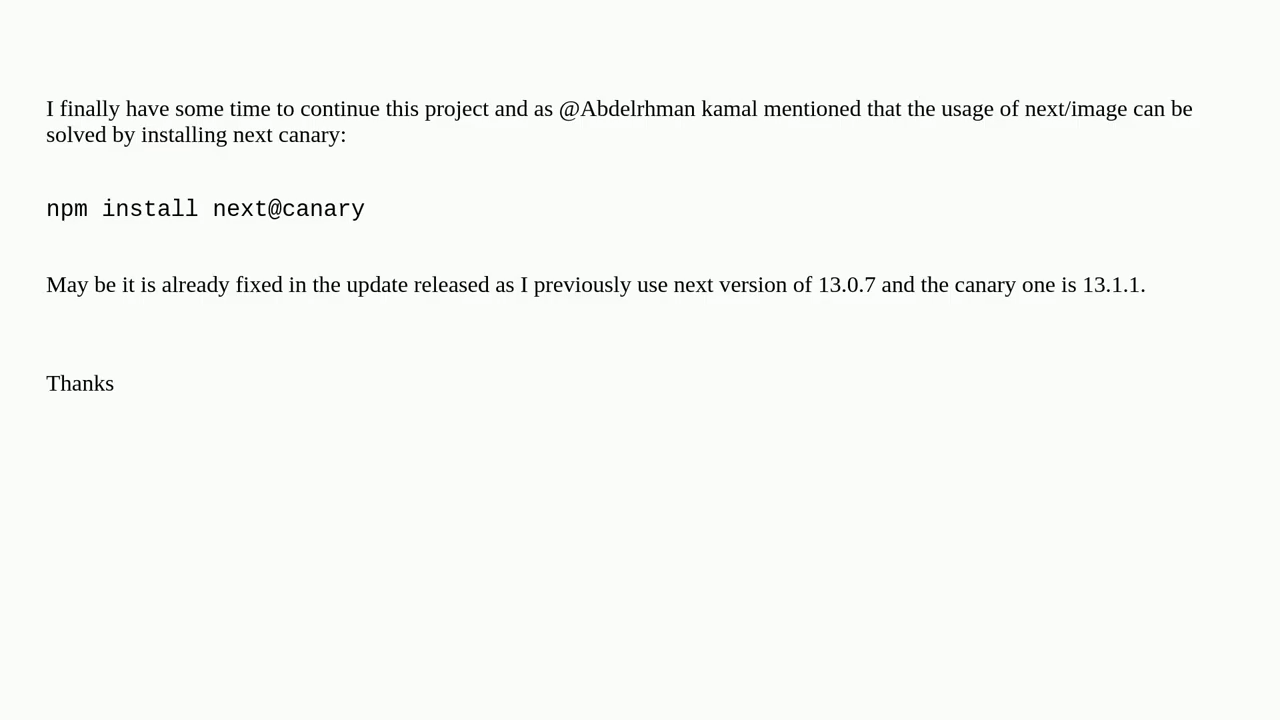 I finally have some time to continue this project and as @Abdelrhman kamal mentioned that the usage of next/image can be
solved by installing next canary:
npm install next@canary
May be it is already fixed in the update released as I previously use next version of 13.0.7 and the canary one is 13.1.1.
Thanks